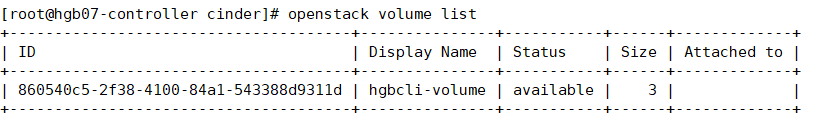 [root@hgb07-controller cinder]# openstack volume list
+--------------------------------------+---------------+-----------+------+-------------+
| ID                                   | Display Name  | Status    | Size | Attached to |
+--------------------------------------+---------------+-----------+------+-------------+
| 860540c5-2f38-4100-84a1-543388d9311d | hgbcli-volume | available |    3 |             |
+--------------------------------------+---------------+-----------+------+-------------+